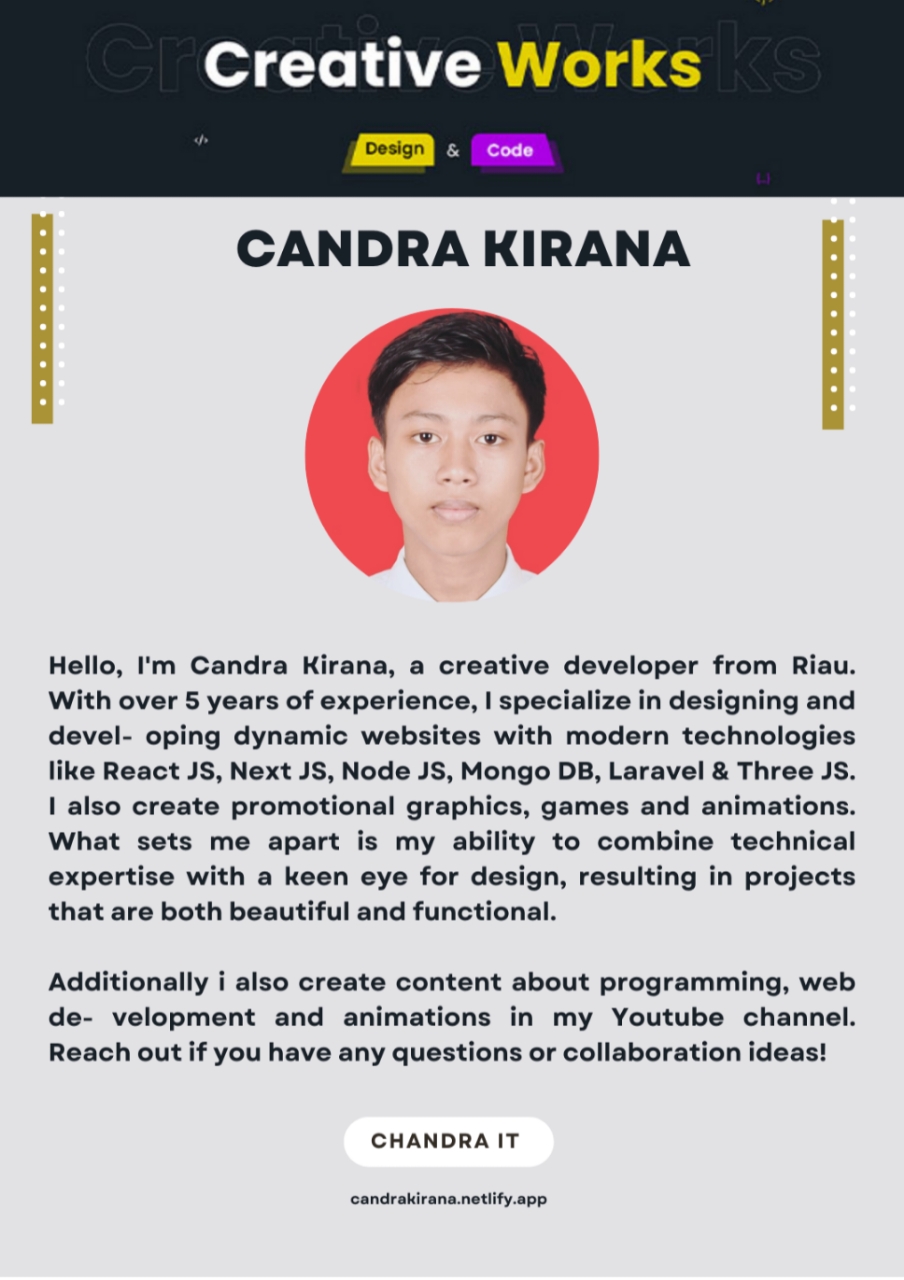 Creative Works
Creative Works
</>
</>
Design & Code
{..}
CANDRA KIRANA
Hello, I'm Candra Kirana, a creative developer from Riau.
With over 5 years of experience, I specialize in designing and
devel- oping dynamic websites with modern technologies
like React JS, Next JS, Node JS, Mongo DB, Laravel & Three JS.
I also create promotional graphics, games and animations.
What sets me apart is my ability to combine technical
expertise with a keen eye for design, resulting in projects
that are both beautiful and functional.
Additionally i also create content about programming, web
de- velopment and animations in my Youtube channel.
Reach out if you have any questions or collaboration ideas!
CHANDRA IT
candrakirana.netlify.app